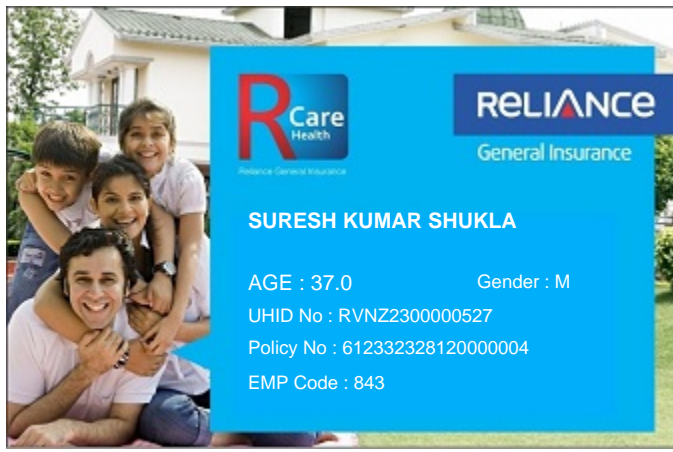 RCare
Health
Reliance General Insurance
RELIANCE
General Insurance
SURESH KUMAR SHUKLA
AGE : 37.0 Gender : M
UHID No : RVNZ2300000527
Policy No : 612332328120000004
EMP Code : 843